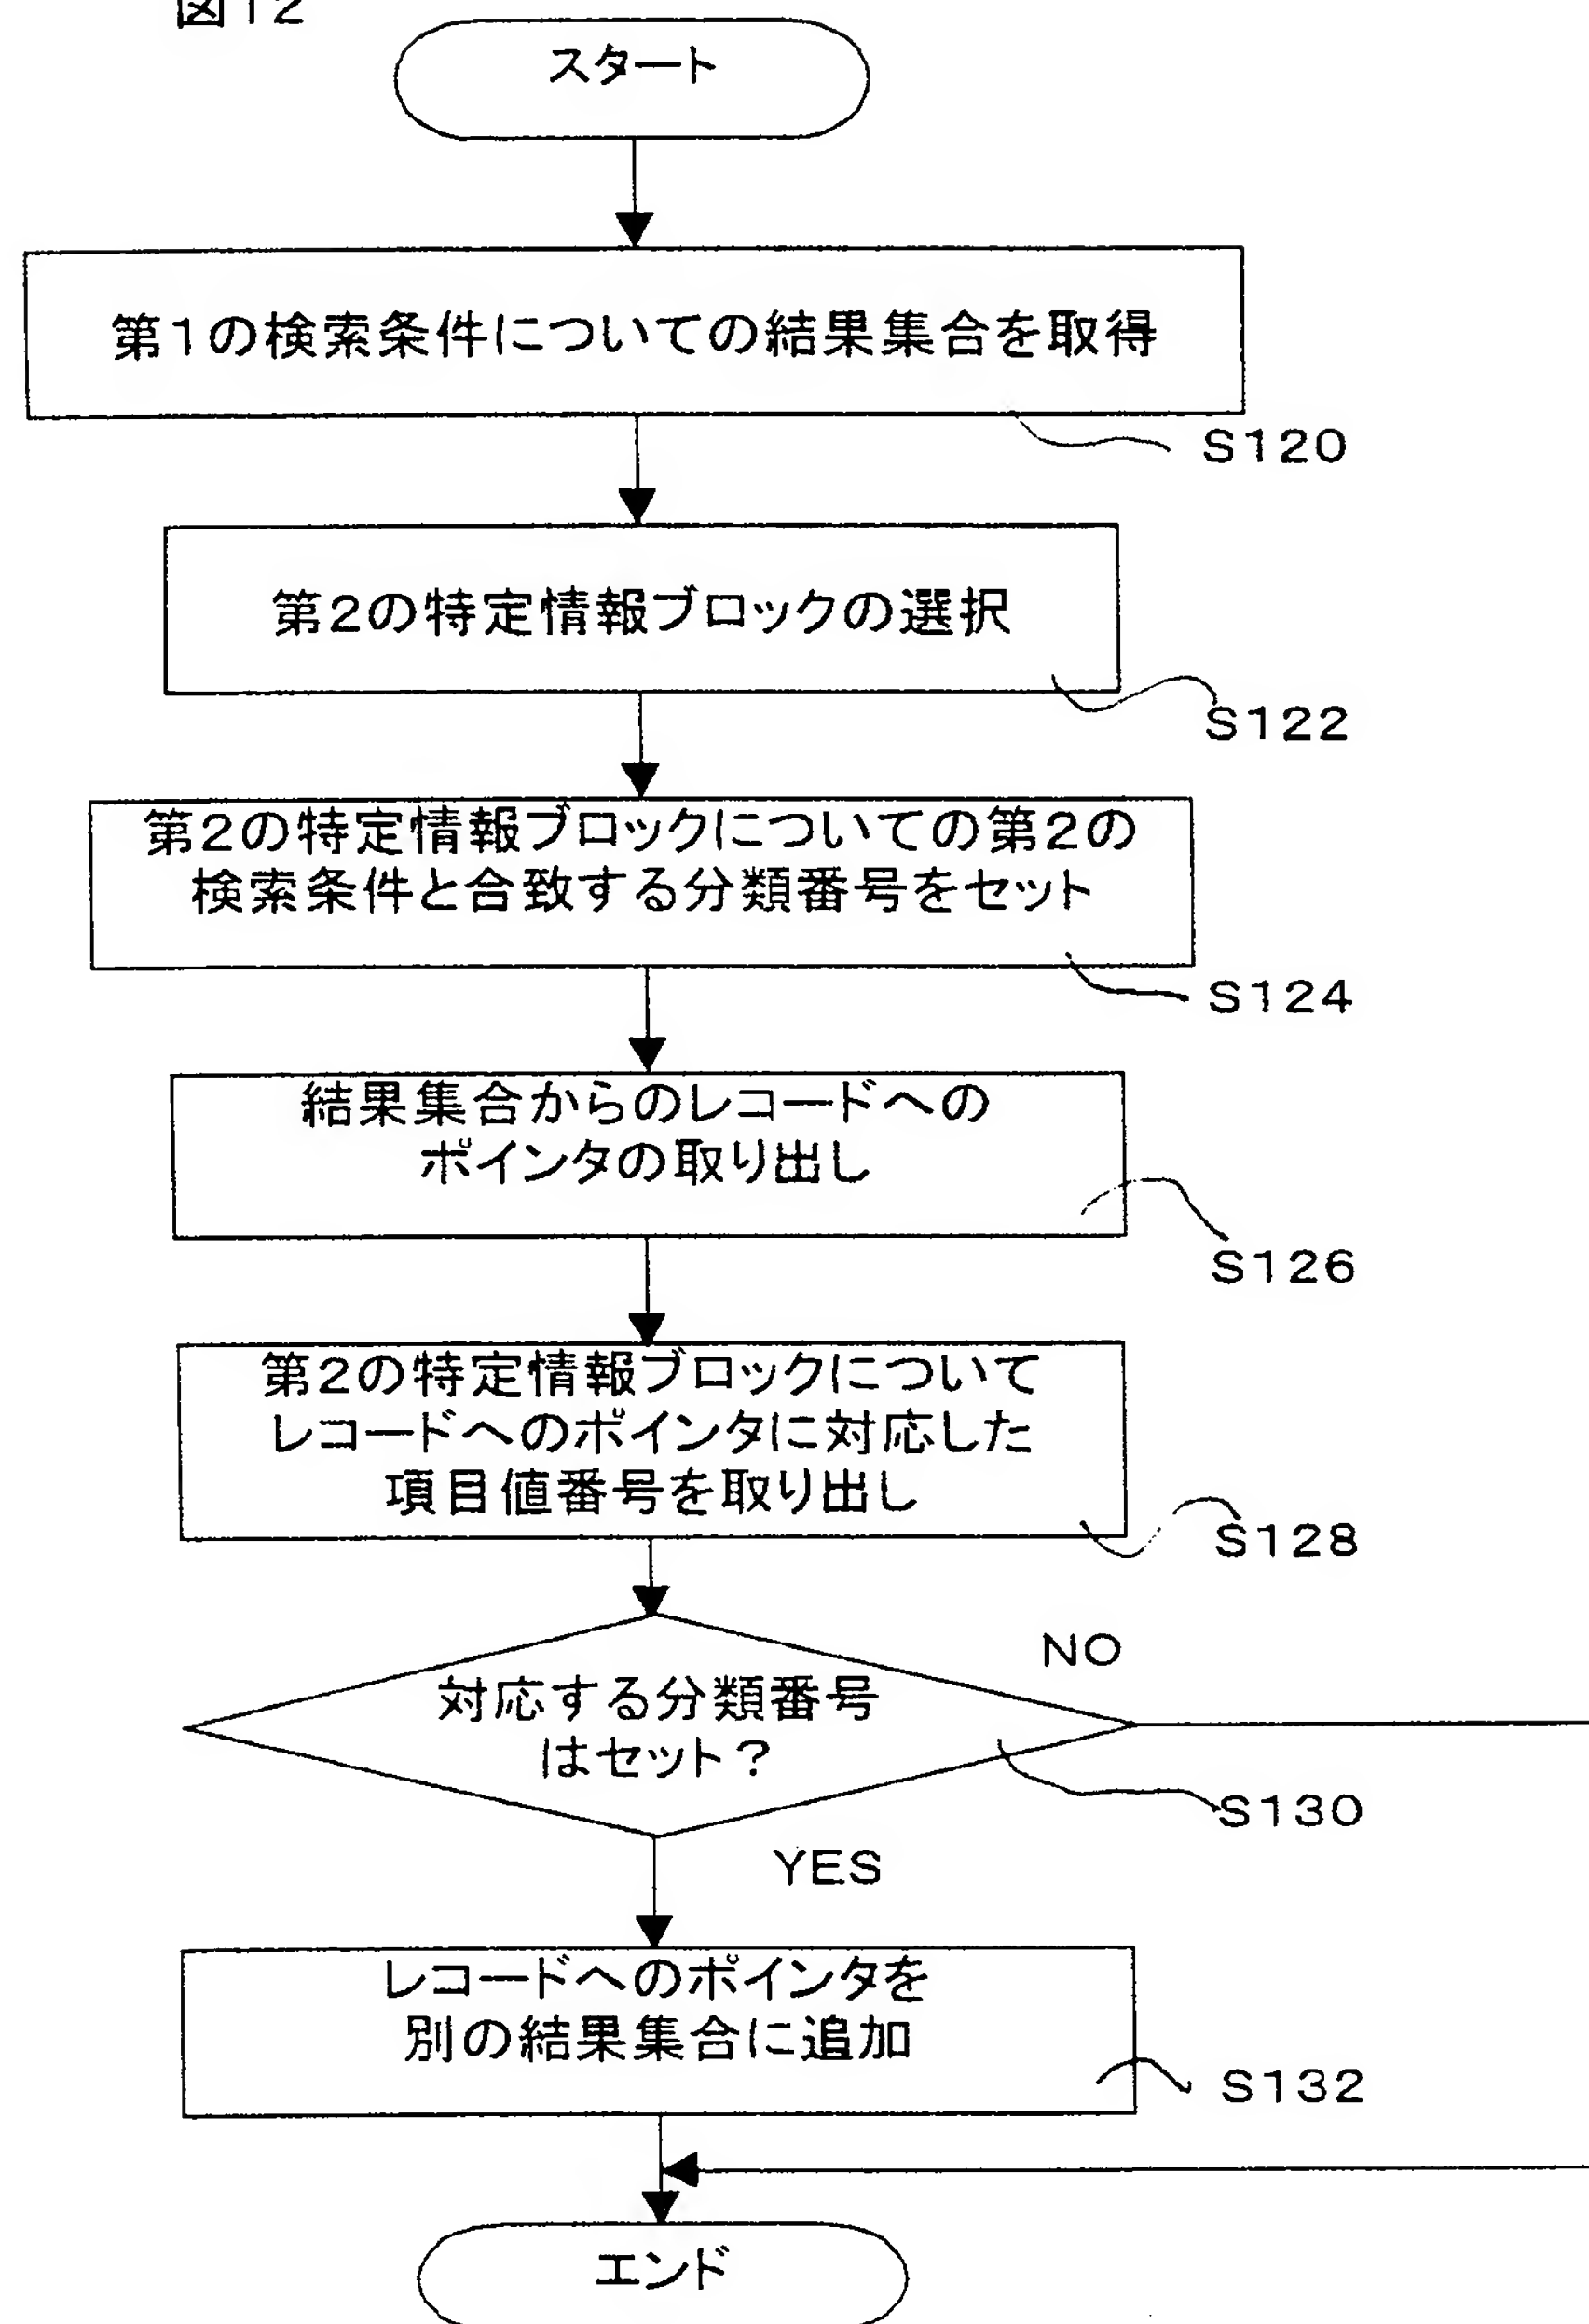 図12
スタート
第1の検索条件についての結果集合を取得
S120
第2の特定情報ブロックの選択
S122
第2の特定情報ブロックについての第2の
検索条件と合致する分類番号をセット
S124
結果集合からのレコードへの
ポインタの取り出し
S126
第2の特定情報ブロックについて
レコードへのポインタに対応した
項目値番号を取り出し
S128
NO
対応する分類番号
はセット？
S130
YES
レコードへのポインタを
別の結果集合に追加
S132
エンド